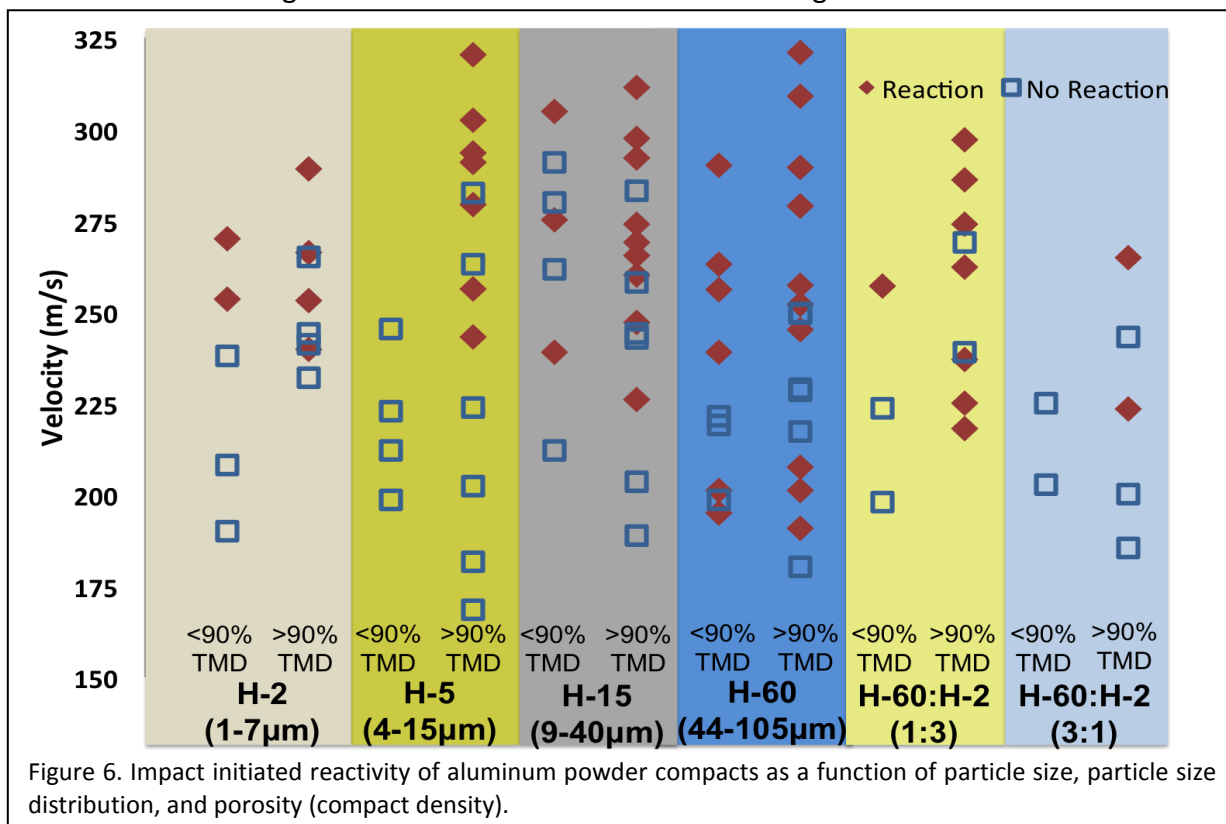 325
300
275
250
225
200
175
150
Velocity (m/s)
Reaction No Reaction
<90% >90% <90% >90% <90% >90% <90% >90% <90% >90% <90% >90%
TMD TMD TMD TMD TMD TMD TMD TMD TMD TMD TMD TMD
H-2 H-5 H-15 H-60 H-60:H-2 H-60:H-2
(1-7µm) (4-15µm) (9-40µm) (44-105µm) (1:3) (3:1)
Figure 6. Impact initiated reactivity of aluminum powder compacts as a function of particle size, particle size
distribution, and porosity (compact density).